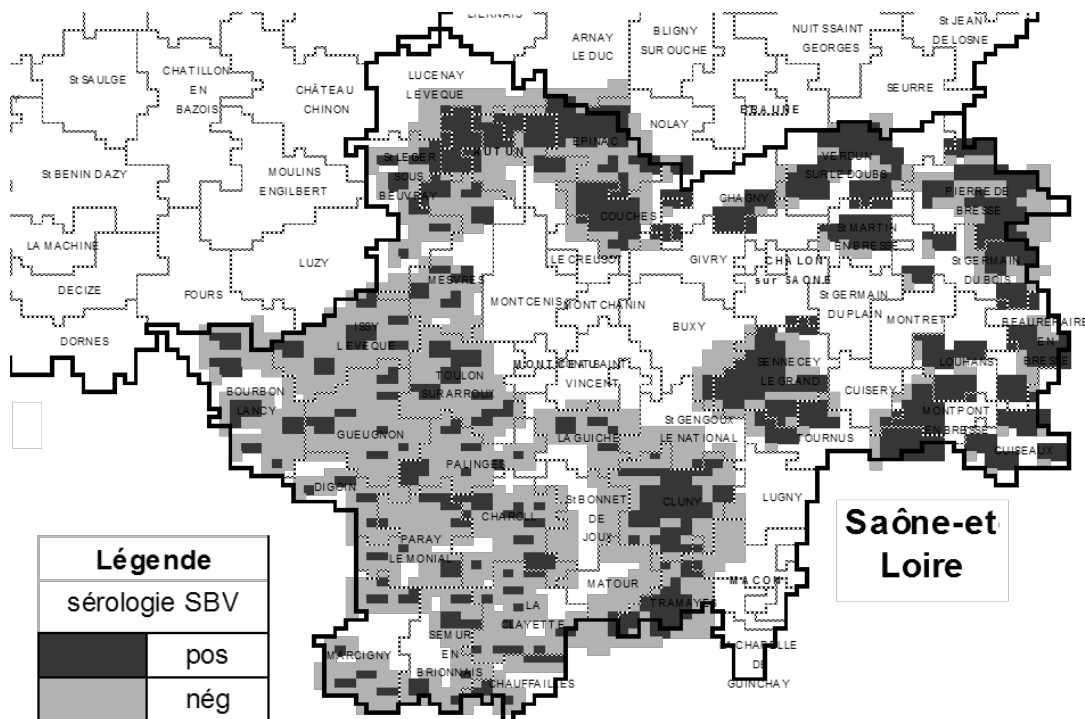 LUCENAY
LEVEQUE
ARNAY
LE DUC
BLIGNY
SUR OUCHE
NUITS SAINT
GEORGES
St JEAN
DE LOSNE
St SAULGE
CHATILLON
EN
BAZOIS
CHÂTEAU
CHINON
SEURRE
NOLAY
EPINAC
AUTUN
St LEGER
SOUS
BEUVRAY
VERDUN
SUR LE DOUBS
MOULINS
ENGILBERT
St BENIN DAZY
PIERRE DE
BRESSE
CHAGNY
COUCHES
St MARTIN
EN BRESSE
LA MACHINE
LUZY
LE CREUSOT
GIVRY
CHALON
sur SAONE
St GERMAIN
DU BOIS
MESVRES
DECIZE
FOURS
MONTCENIS
MONTCHANIN
St GERMAIN
DU PLAIN
MONTRET
BUXY
BEAUREPAIRE
EN
BRESSE
DORNES
ISSY
LEVEQUE
SENNECEY
LE GRAND
LOUHANS
VINCENT
TOULON
SUR ARROUX
BOURBON
LANCY
CUISERY
MONTPONT
EN BRESSE
St GENGOUX
LE NATIONAL
TOURNUS
GUEUGNON
LA GUICHE
CUISEAUX
PALINGES
DIGOIN
St BONNET
DE
JOUX
CLUNY
LUGNY
CHAROLL
PARAY
LE MONIAL
Saône-et
Loire
MATOUR
MACON
TRAMAYES
LA
CLAYETTE
SEMUR
EN
BRIONNAIS
MARCIGNY
CHAUFFAILLES
DE
GUINCHAY
Légende
sérologie SBV
pos
nég